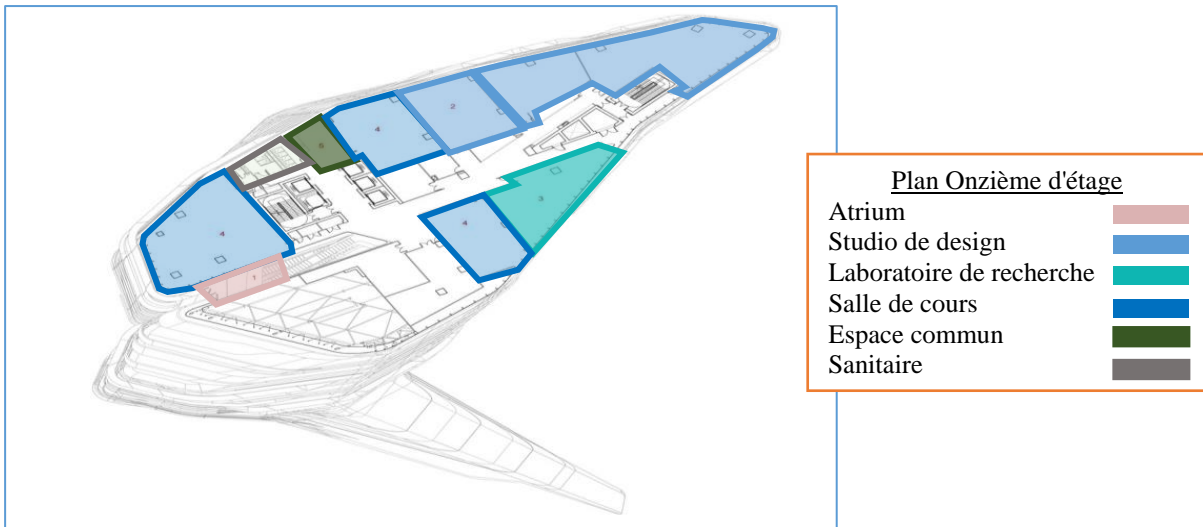 Plan Onzième d'étage
Atrium
Studio de design
Laboratoire de recherche
Salle de cours
Espace commun
Sanitaire